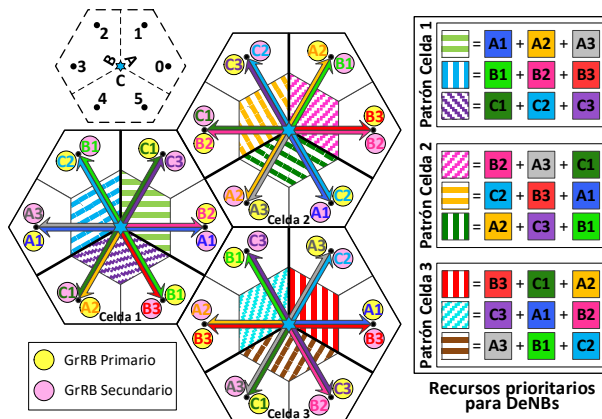 2 1
3 B A 0
C
4 5
C2 A2
C3 B1
C1 B3
B2 B2
A2 C2
A3 A1
Celda 2
B1 C1
C2 C3
A3 B2
A1 A1
C1 B1
A2 B3
Celda 1
C3 A3
B1 C2
A2 A1
B3 B3
A3 C3
C1 B2
Celda 3
GrRB Primario
GrRB Secundario
Patrón Celda 1
= A1 + A2 + A3
= B1 + B2 + B3
= C1 + C2 + C3
Patrón Celda 2
= B2 + A3 + C1
= C2 + B3 + A1
= A2 + C3 + B1
Patrón Celda 3
= B3 + C1 + A2
= C3 + A1 + B2
= A3 + B1 + C2
Recursos prioritarios
para DeNBs